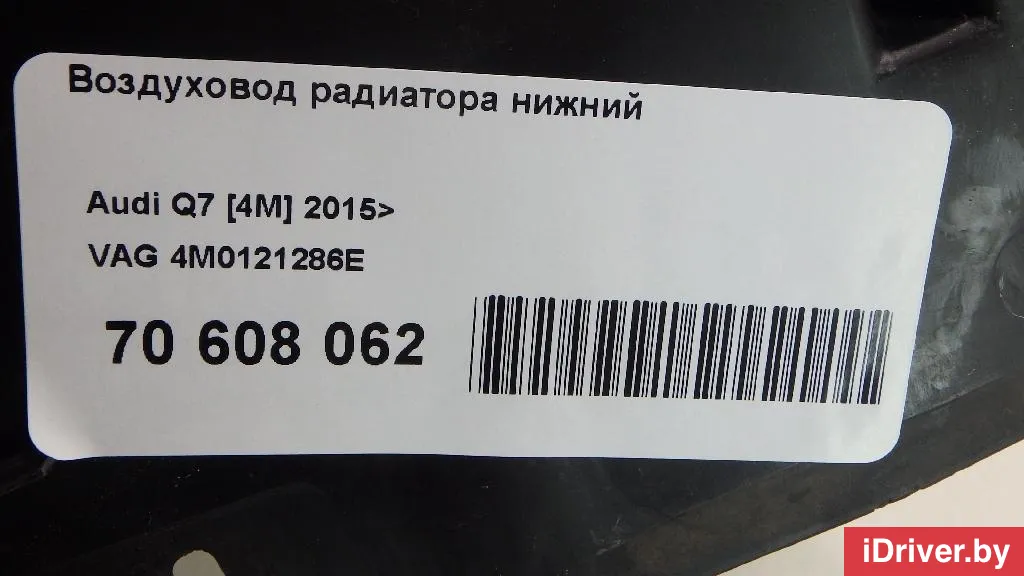 Воздуховод радиатора нижний
Audi Q7 [4M] 2015>
VAG 4M0121286E
70 608 062
iDriver.by